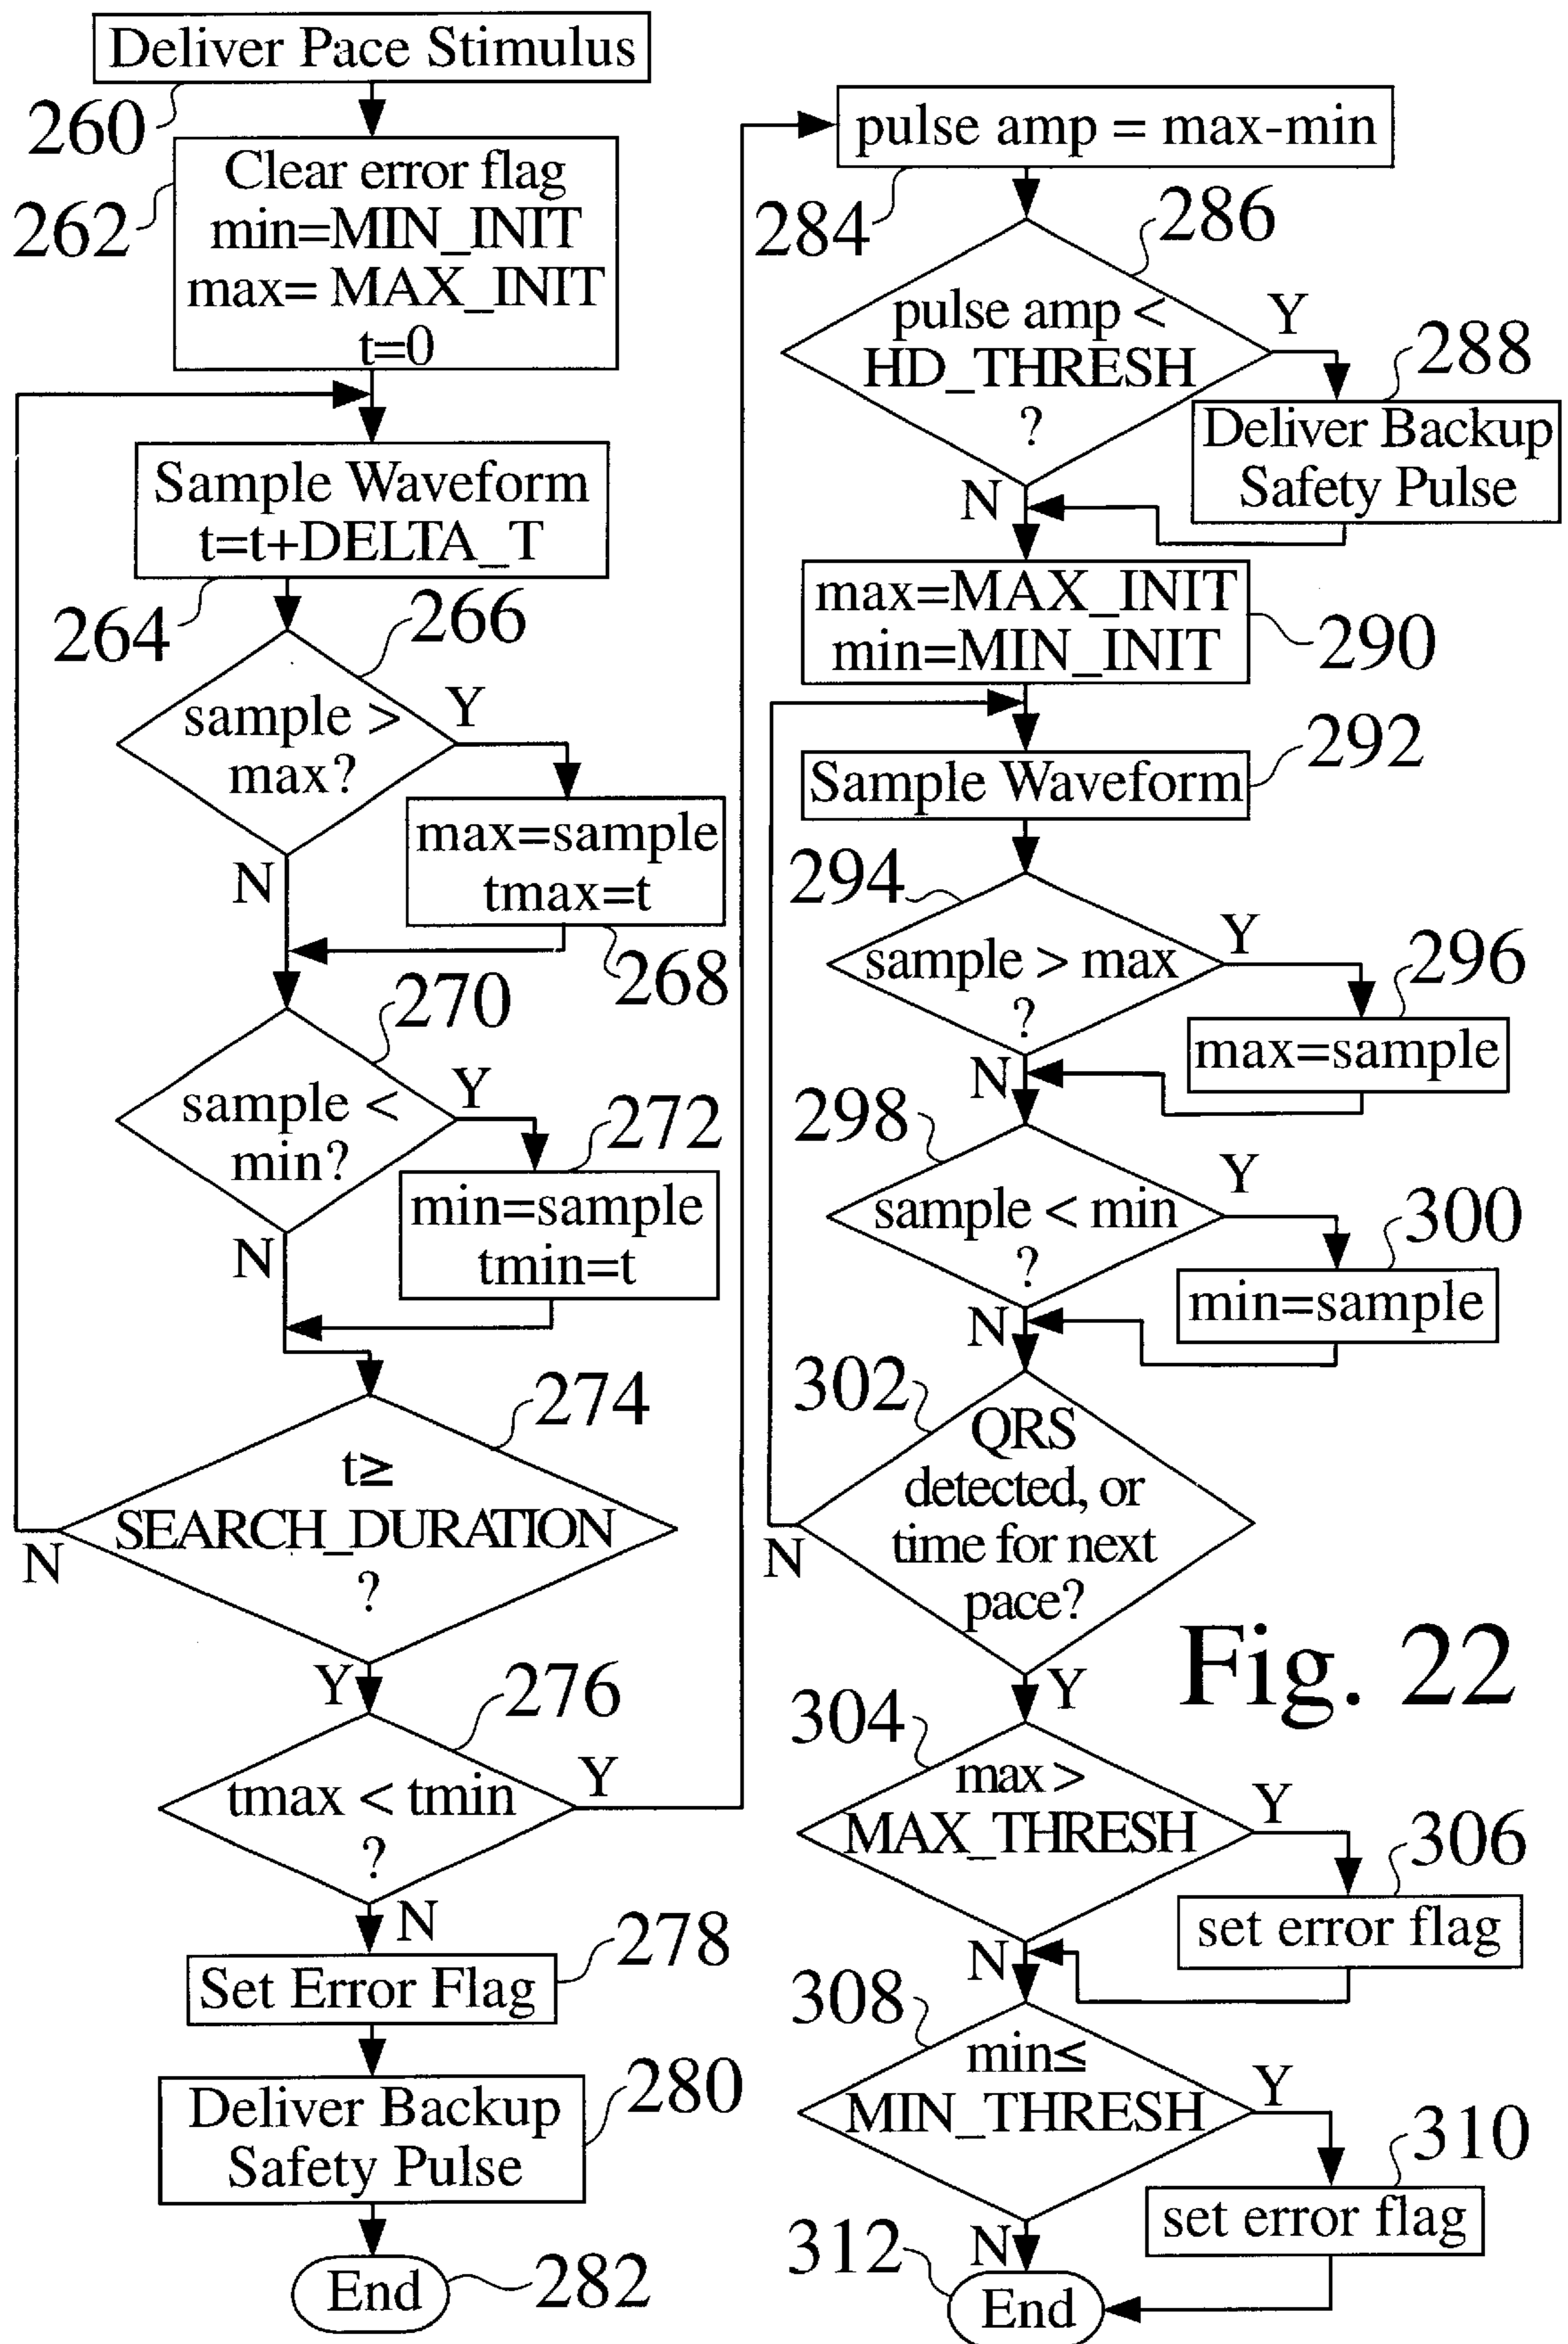 Deliver Pace Stimulus
260
Clear error flag
min=MIN_INIT
max= MAX_INIT
t=0
262
Sample Waveform
t=t+DELTA_T
264
266
sample >
max?
Y
N
max=sample
tmax=t
268
270
sample <
min?
Y
N
272
min=sample
tmin=t
274
t≥
SEARCH_DURATION
?
N
Y
276
tmax < tmin
?
Y
N
278
Set Error Flag
280
Deliver Backup
Safety Pulse
End
282
pulse amp = max-min
284
286
pulse amp <
HD_THRESH
?
Y
N
288
Deliver Backup
Safety Pulse
max=MAX_INIT
min=MIN_INIT
290
292
Sample Waveform
294
sample > max
?
Y
N
296
max=sample
298
sample < min
?
Y
N
300
min=sample
302
QRS
detected, or
time for next
pace?
N
Y
Fig. 22
304
max >
MAX_THRESH
Y
N
306
set error flag
308
min≤
MIN_THRESH
Y
N
310
set error flag
312
End